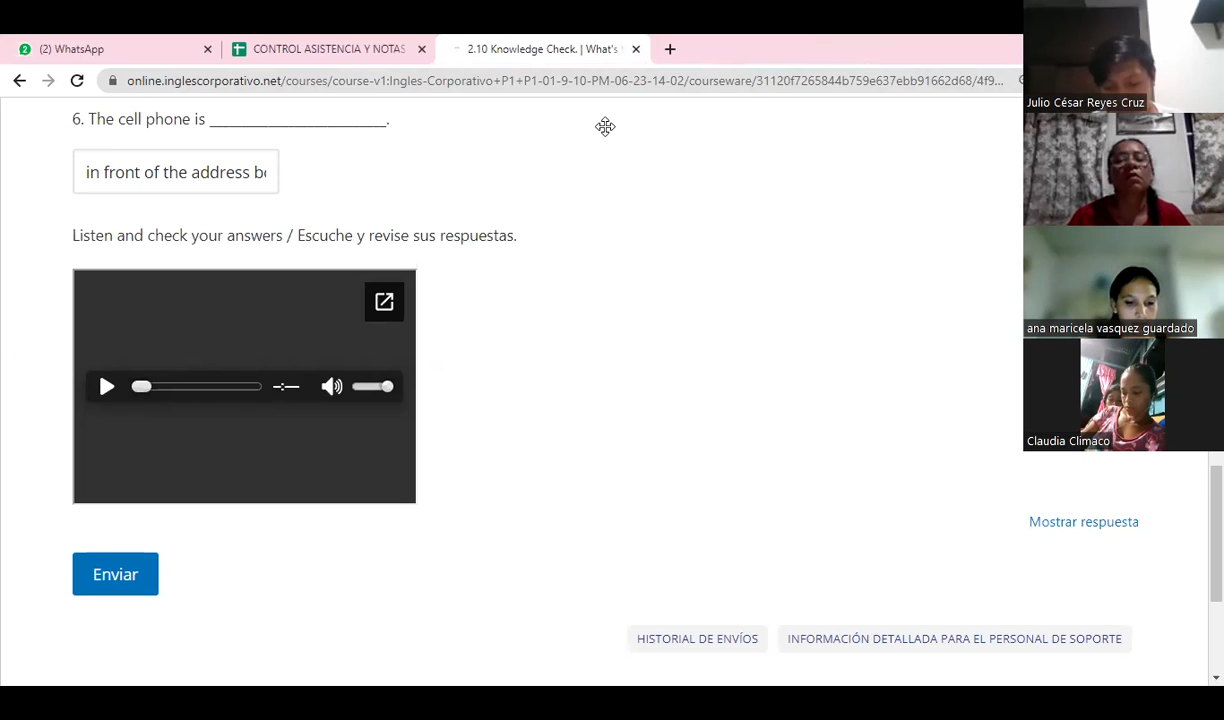 2 (2) WhatsApp
CONTROL ASISTENCIA Y NOTAS
2.10 Knowledge Check. | What's
online.inglescorporativo.net/courses/course-v1:Ingles-Corporativo+P1+P1-01-9-10-PM-06-23-14-02/courseware/31120f7265844b759e637ebb91662d68/4f9...
6. The cell phone is ________________________.
in front of the address b
Listen and check your answers / Escuche y revise sus respuestas.
-:--
Mostrar respuesta
Enviar
HISTORIAL DE ENVÍOS
INFORMACIÓN DETALLADA PARA EL PERSONAL DE SOPORTE
Julio César Reyes Cruz
ana maricela vasquez guardado
Claudia Climaco